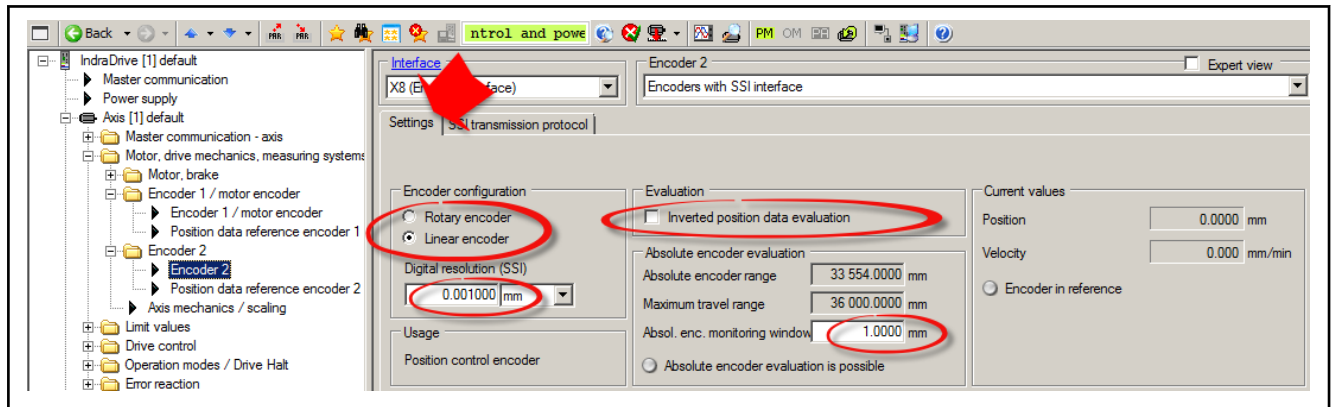 Back PAR PAR ntrol and powe PM OM
IndraDrive [1] default
Master communication
Power supply
Axis [1] default
Master communication - axis
Motor, drive mechanics, measuring systems
Motor, brake
Encoder 1 / motor encoder
Encoder 1 / motor encoder
Position data reference encoder 1
Encoder 2
Encoder 2
Position data reference encoder 2
Axis mechanics / scaling
Limit values
Drive control
Operation modes / Drive Halt
Error reaction
Interface
X8 (E face)
Encoder 2
Expert view
Encoders with SSI interface
Settings
SSI transmission protocol
Encoder configuration
Rotary encoder
Linear encoder
Digital resolution (SSI)
0.001000 mm
Usage
Position control encoder
Evaluation
Inverted position data evaluation
Absolute encoder evaluation
Absolute encoder range 33 554.0000 mm
Maximum travel range 36 000.0000 mm
Absol. enc. monitoring window 1.0000 mm
Absolute encoder evaluation is possible
Current values
Position 0.0000 mm
Velocity 0.000 mm/min
Encoder in reference